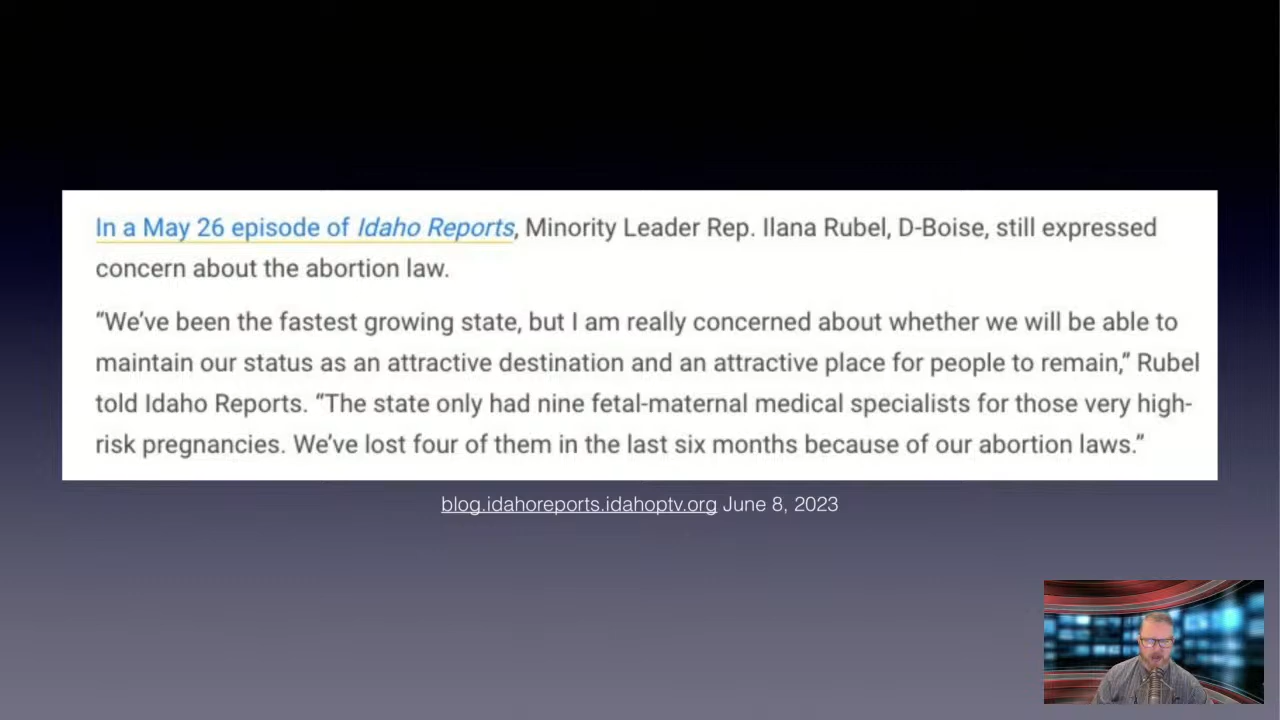 In a May 26 episode of Idaho Reports, Minority Leader Rep. Ilana Rubel, D-Boise, still expressed
concern about the abortion law.
“We’ve been the fastest growing state, but I am really concerned about whether we will be able to
maintain our status as an attractive destination and an attractive place for people to remain,” Rubel
told Idaho Reports. “The state only had nine fetal-maternal medical specialists for those very high-
risk pregnancies. We’ve lost four of them in the last six months because of our abortion laws.”
blog.idahoreports.idahoptv.org June 8, 2023